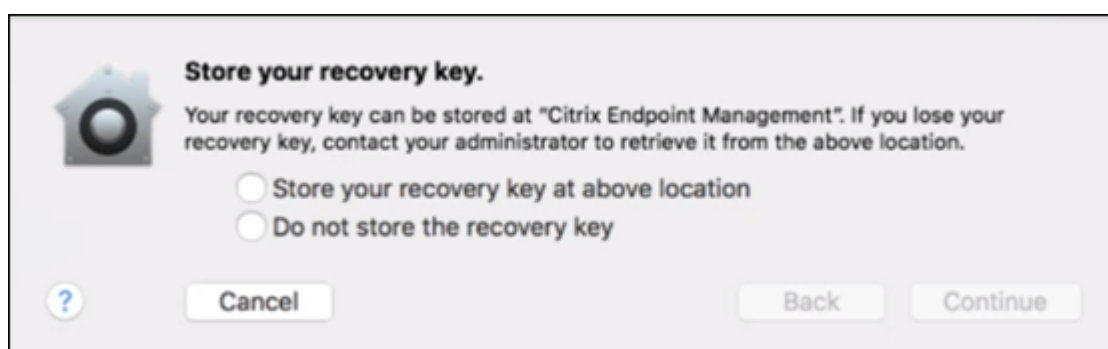 Store your recovery key.
Your recovery key can be stored at "Citrix Endpoint Management". If you lose your
recovery key, contact your administrator to retrieve it from the above location.
Store your recovery key at above location
Do not store the recovery key
? Cancel Back Continue